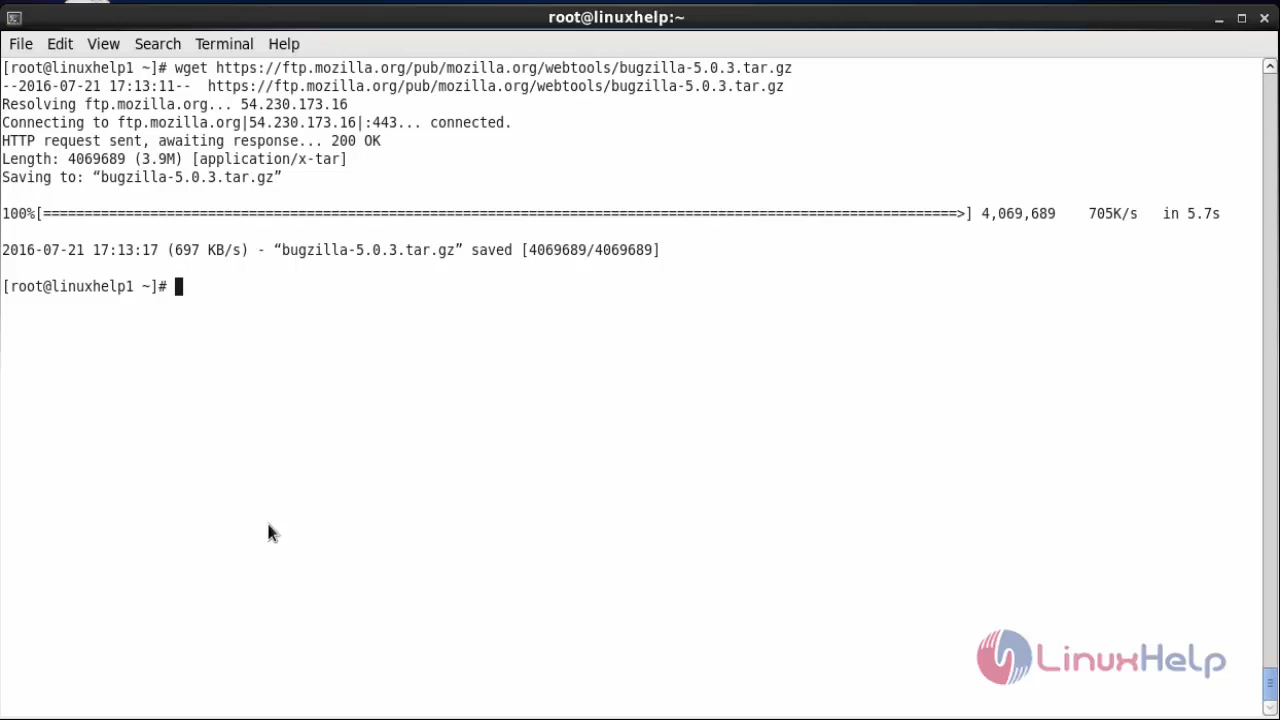 root@linuxhelp:~
File Edit View Search Terminal Help
[root@linuxhelp1 ~]# wget https://ftp.mozilla.org/pub/mozilla.org/webtools/bugzilla-5.0.3.tar.gz
--2016-07-21 17:13:11--  https://ftp.mozilla.org/pub/mozilla.org/webtools/bugzilla-5.0.3.tar.gz
Resolving ftp.mozilla.org... 54.230.173.16
Connecting to ftp.mozilla.org|54.230.173.16|:443... connected.
HTTP request sent, awaiting response... 200 OK
Length: 4069689 (3.9M) [application/x-tar]
Saving to: “bugzilla-5.0.3.tar.gz”
100%[===============================================================================================================>] 4,069,689    705K/s   in 5.7s
2016-07-21 17:13:17 (697 KB/s) - “bugzilla-5.0.3.tar.gz” saved [4069689/4069689]
[root@linuxhelp1 ~]#
LinuxHelp